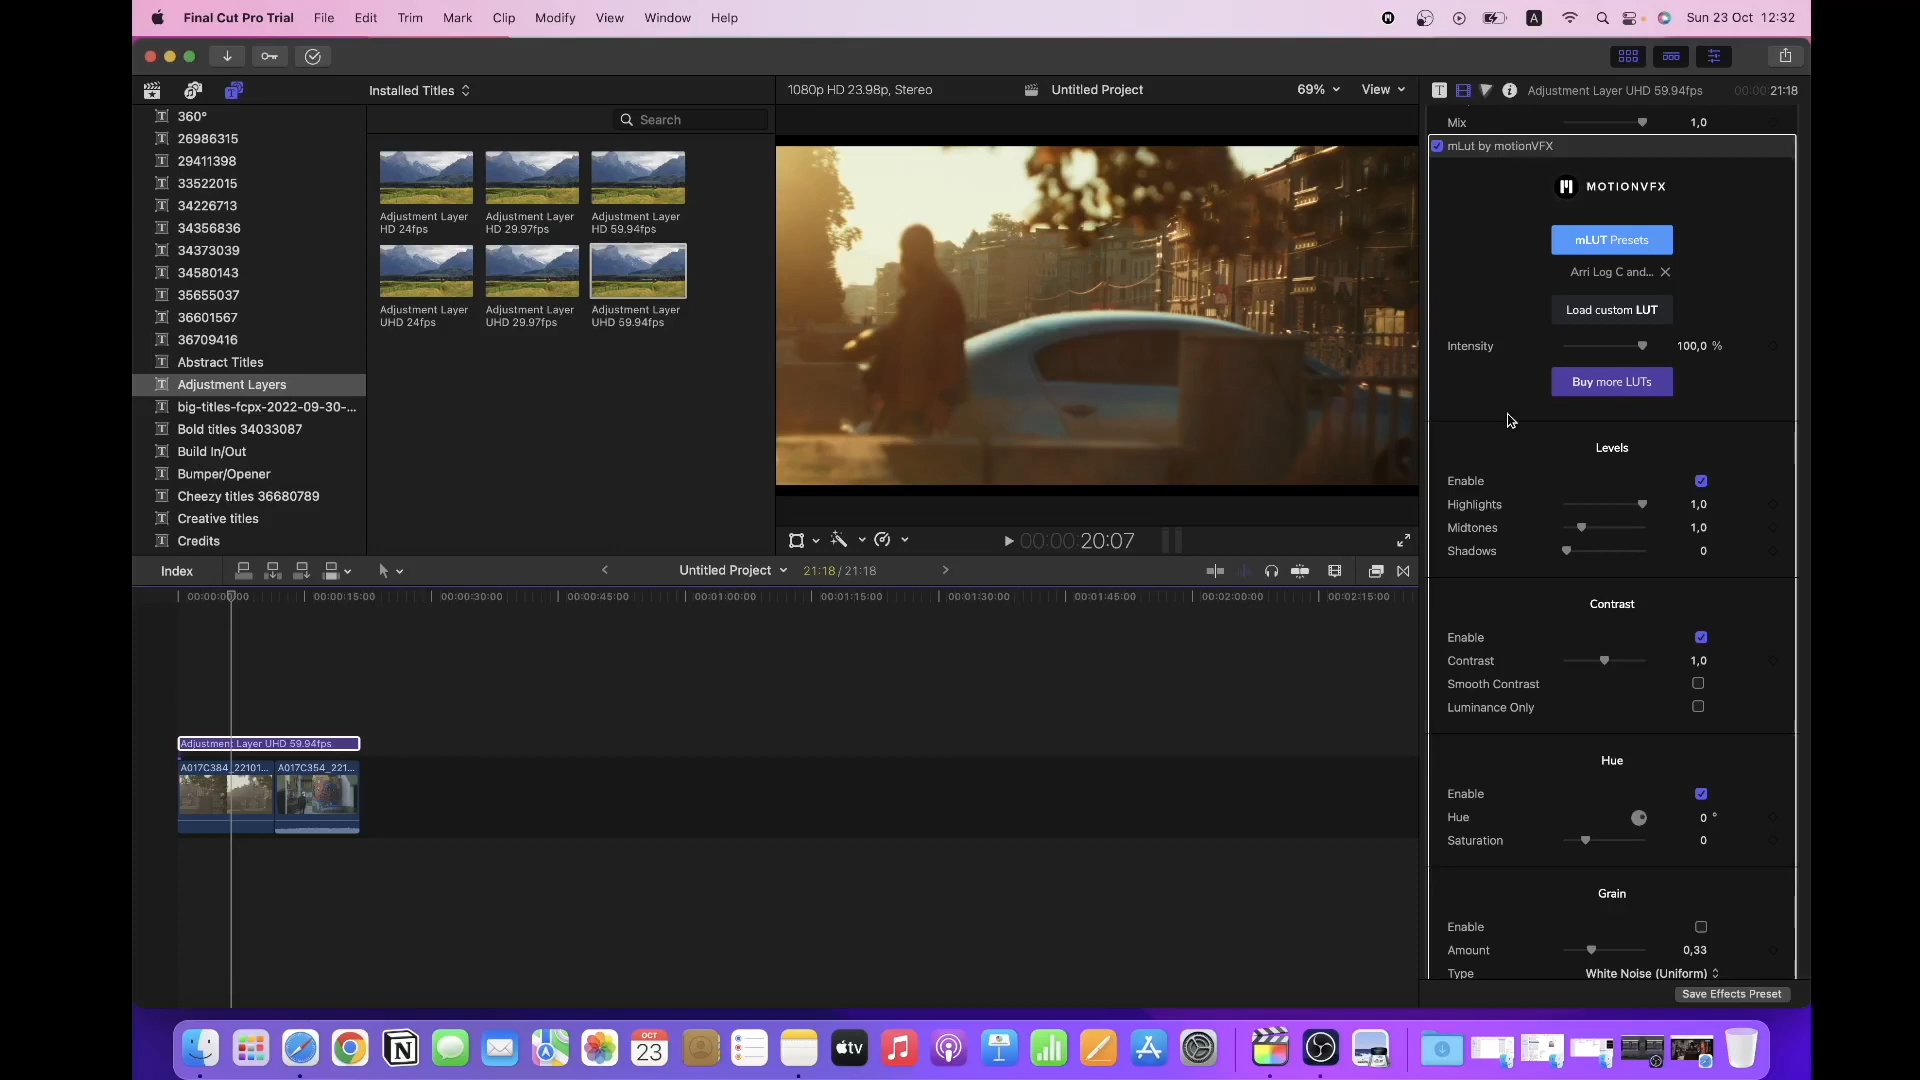 Final Cut Pro Trial File Edit Trim Mark Clip Modify View Window Help
A Sun 23 Oct 12:32
Installed Titles
1080p HD 23.98p, Stereo Untitled Project 69% View
Adjustment Layer UHD 59.94fps 00:00:21:18
Search
360°
26986315
29411398
33522015
34226713
34356836
34373039
34580143
35655037
36601567
36709416
Abstract Titles
Adjustment Layers
big-titles-fcpx-2022-09-30-...
Bold titles 34033087
Build In/Out
Bumper/Opener
Cheezy titles 36680789
Creative titles
Credits
Adjustment Layer
HD 24fps
Adjustment Layer
HD 29.97fps
Adjustment Layer
HD 59.94fps
Adjustment Layer
UHD 24fps
Adjustment Layer
UHD 29.97fps
Adjustment Layer
UHD 59.94fps
00:00:20:07
Mix 1,0
mLut by motionVFX
MOTIONVFX
mLUT Presets
Arri Log C and...
Load custom LUT
Intensity 100,0 %
Buy more LUTs
Levels
Enable
Highlights 1,0
Midtones 1,0
Shadows 0
Contrast
Enable
Contrast 1,0
Smooth Contrast
Luminance Only
Hue
Enable
Hue 0 °
Saturation 0
Grain
Enable
Amount 0,33
Type White Noise (Uniform)
Save Effects Preset
Index Untitled Project 21:18 / 21:18
00:00:15:00 00:00:30:00 00:00:45:00 00:01:00:00 00:01:15:00 00:01:30:00 00:01:45:00 00:02:00:00 00:02:15:00
Adjustment Layer UHD 59.94fps
A017C384_22101... A017C354_221...
OCT
23
tv